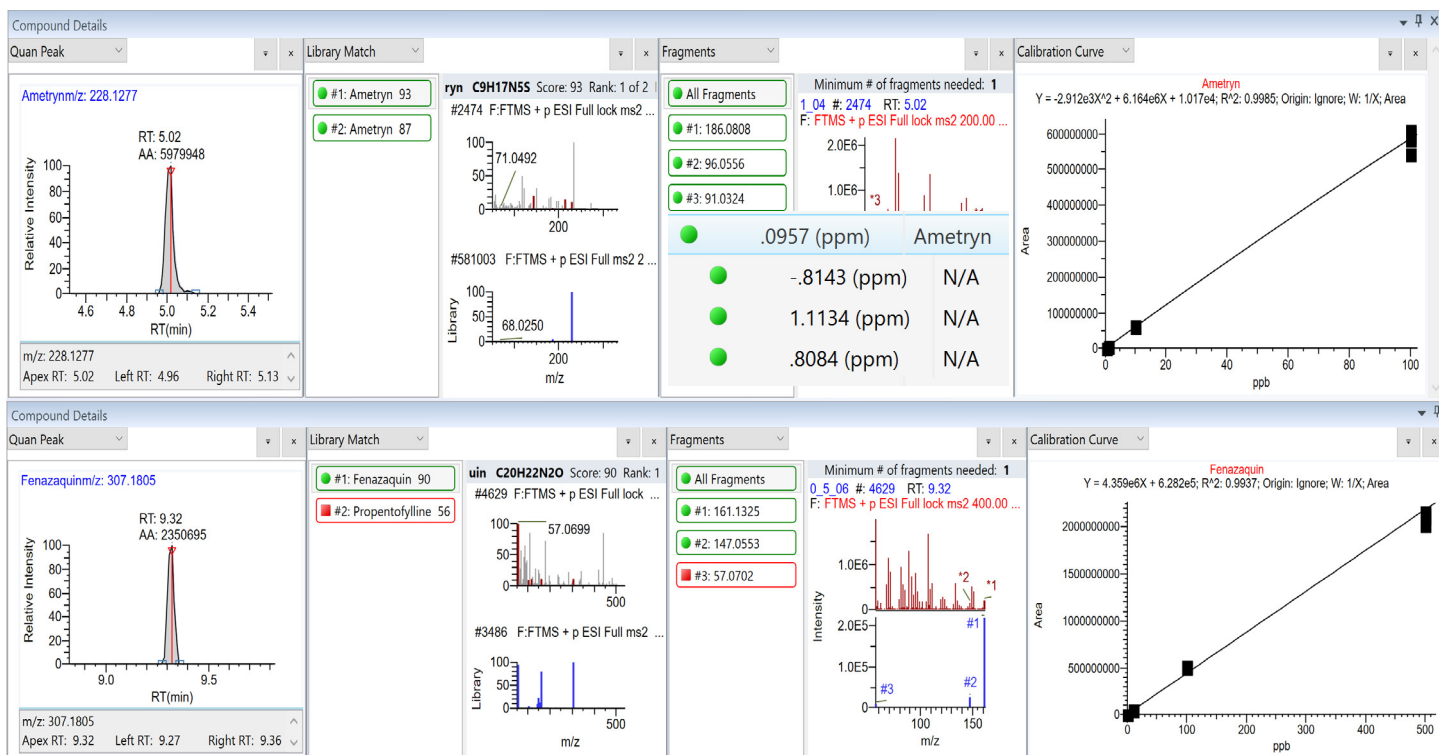 Compound Details
Quan Peak
Library Match
Fragments
Calibration Curve
Ametrynm/z: 228.1277
RT: 5.02
AA: 5979948
Relative Intensity
100
80
60
40
20
0
4.6 4.8 5.0 5.2 5.4
RT(min)
m/z: 228.1277
Apex RT: 5.02 Left RT: 4.96 Right RT: 5.13
#1: Ametryn 93
#2: Ametryn 87
ryn C9H17N5S Score: 93 Rank: 1 of 2
#2474 F:FTMS + p ESI Full lock ms2 ...
100
50
0
71.0492
200
#581003 F:FTMS + p ESI Full ms2 2 ...
Library
100
50
0
68.0250
200
m/z
All Fragments
#1: 186.0808
#2: 96.0556
#3: 91.0324
Minimum # of fragments needed: 1
1_04 #: 2474 RT: 5.02
F: FTMS + p ESI Full lock ms2 200.00 ...
2.0E6
1.0E6
*3
.0957 (ppm) Ametryn
-.8143 (ppm) N/A
1.1134 (ppm) N/A
.8084 (ppm) N/A
Ametryn
Y = -2.912e3X^2 + 6.164e6X + 1.017e4; R^2: 0.9985; Origin: Ignore; W: 1/X; Area
Area
600000000
500000000
400000000
300000000
200000000
100000000
0
0 20 40 60 80 100
ppb
Compound Details
Quan Peak
Library Match
Fragments
Calibration Curve
Fenazaquinm/z: 307.1805
RT: 9.32
AA: 2350695
Relative Intensity
100
80
60
40
20
0
9.0 9.5
RT(min)
m/z: 307.1805
Apex RT: 9.32 Left RT: 9.27 Right RT: 9.36
#1: Fenazaquin 90
#2: Propentofylline 56
uin C20H22N2O Score: 90 Rank: 1
#4629 F:FTMS + p ESI Full lock ...
100
50
0
57.0699
500
#3486 F:FTMS + p ESI Full ms2 ...
Library
100
50
0
500
m/z
All Fragments
#1: 161.1325
#2: 147.0553
#3: 57.0702
Minimum # of fragments needed: 1
0_5_06 #: 4629 RT: 9.32
F: FTMS + p ESI Full lock ms2 400.00 ...
1.0E6
0
*2
*1
Intensity
2.0E5
1.0E5
0.0
#1
#2
#3
100 150
m/z
Fenazaquin
Y = 4.359e6X + 6.282e5; R^2: 0.9937; Origin: Ignore; W: 1/X; Area
Area
2000000000
1500000000
1000000000
500000000
0
0 100 200 300 400 500
ppb